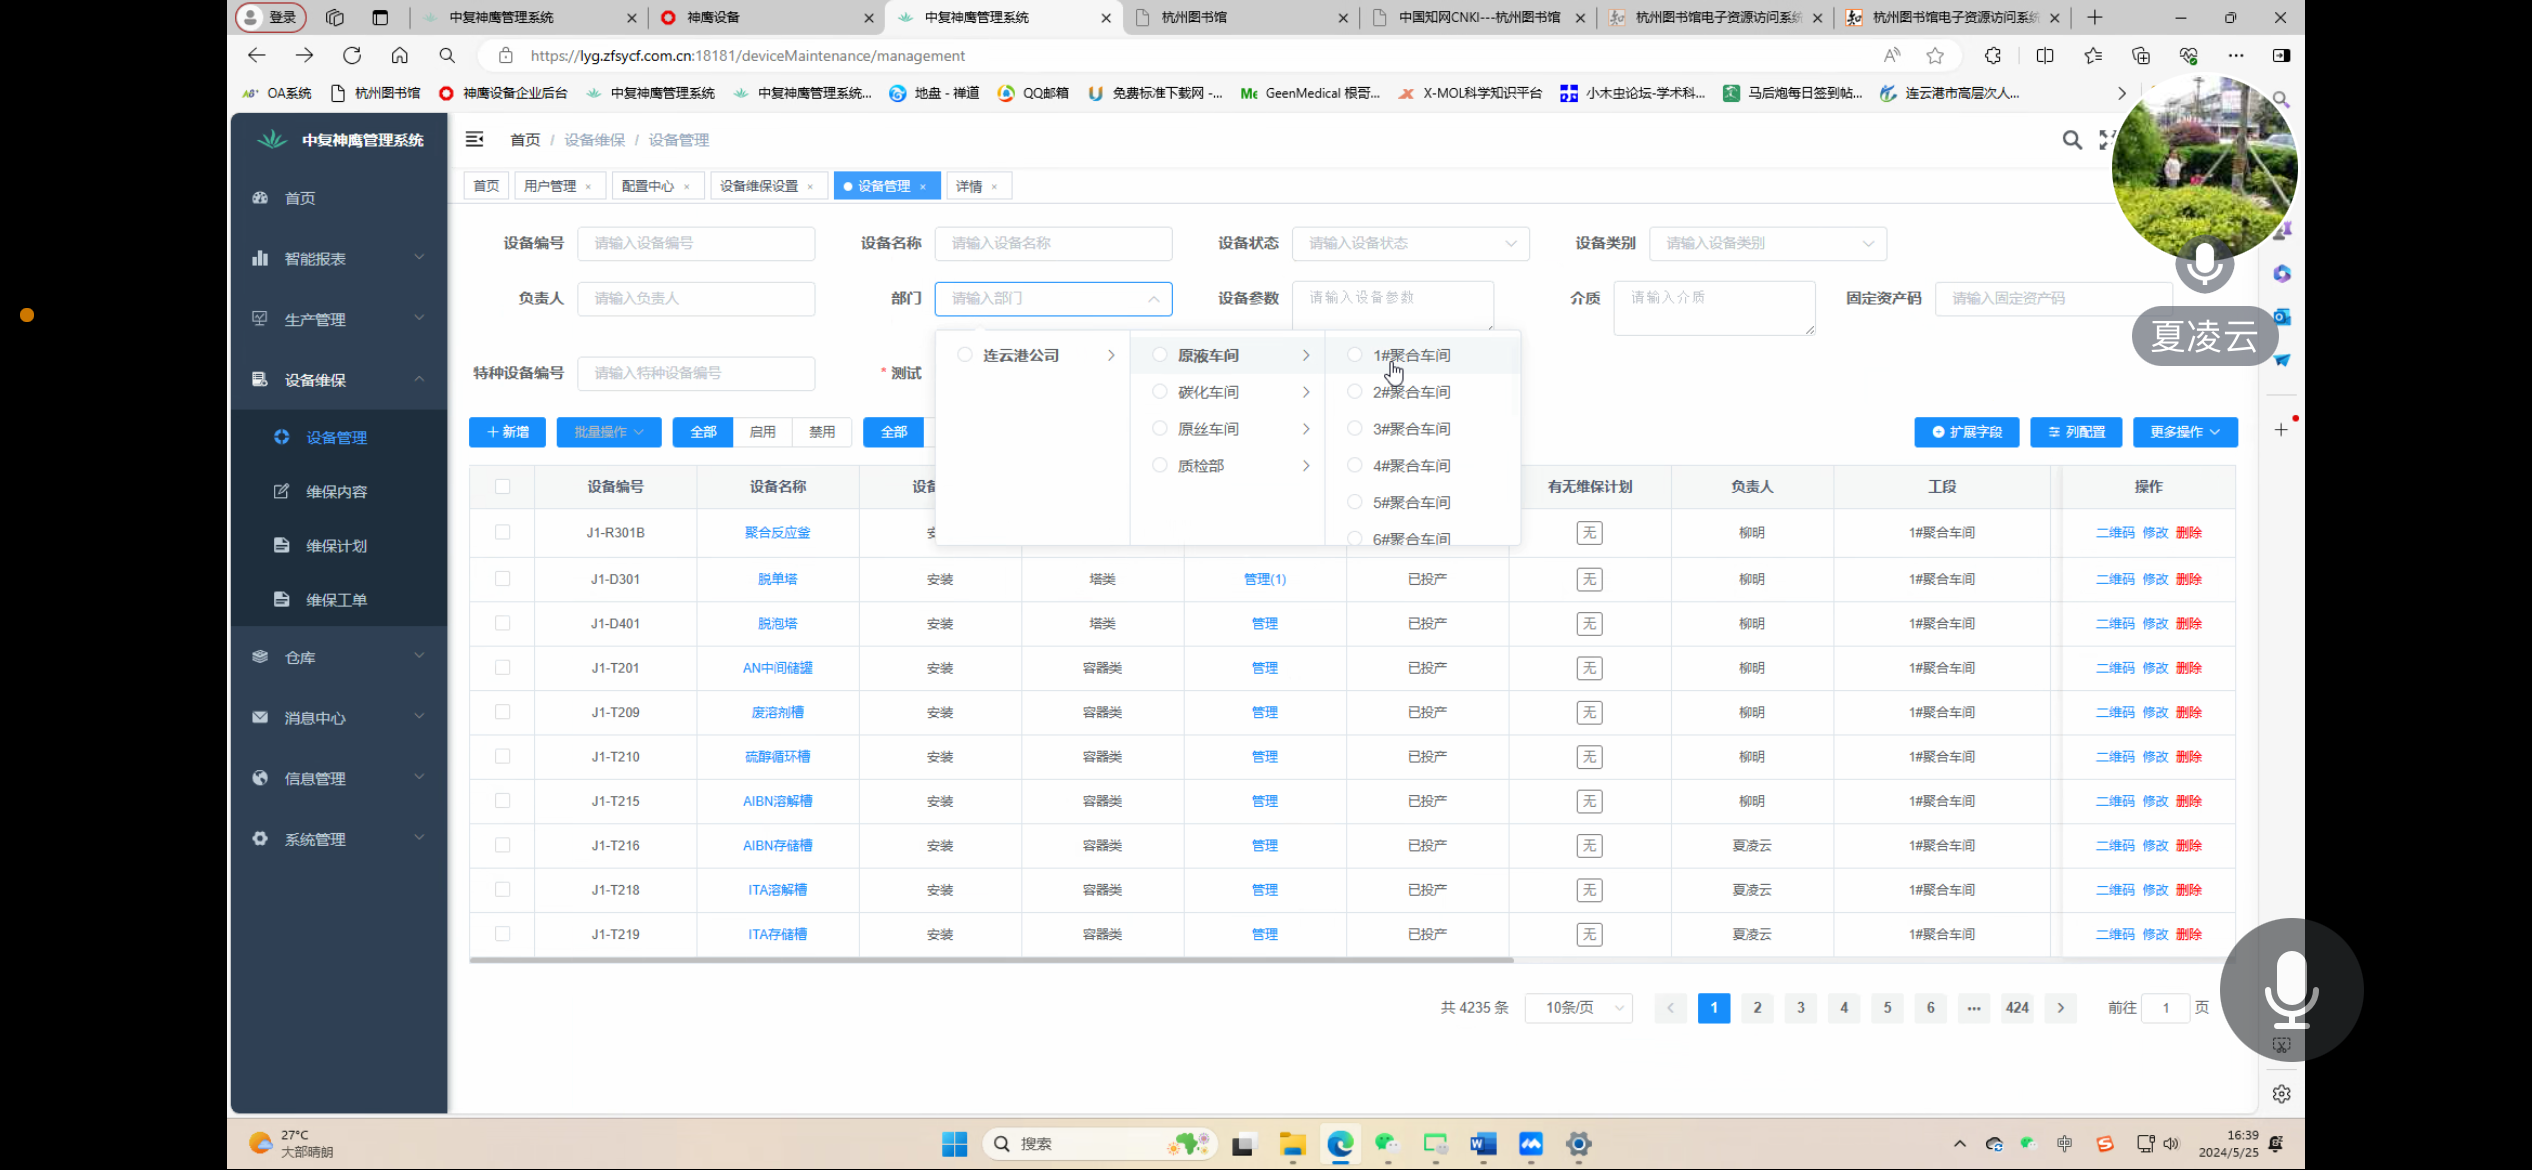 登录 中复神鹰管理系统 神鹰设备 中复神鹰管理系统 杭州图书馆 中国知网CNKI---杭州图书馆 杭州图书馆电子资源访问系统 杭州图书馆电子资源访问系统
https://lyg.zfsycf.com.cn:18181/deviceMaintenance/management
OA系统 杭州图书馆 神鹰设备企业后台 中复神鹰管理系统 中复神鹰管理系统... 地盘 - 禅道 QQ邮箱 免费标准下载网 -... GeenMedical 根哥... X-MOL科学知识平台 小木虫论坛-学术科... 马后炮每日签到帖... 连云港市高层次人...
中复神鹰管理系统 首页 / 设备维保 / 设备管理
首页 用户管理 × 配置中心 × 设备维保设置 × 设备管理 × 详情 ×
首页
智能报表
生产管理
设备维保
设备管理
维保内容
维保计划
维保工单
仓库
消息中心
信息管理
系统管理
设备编号 请输入设备编号 设备名称 请输入设备名称 设备状态 请输入设备状态 设备类别 请输入设备类别
负责人 请输入负责人 部门 请输入部门 设备参数 请输入设备参数 介质 请输入介质 固定资产码 请输入固定资产码
夏凌云
特种设备编号 请输入特种设备编号 * 测试
连云港公司 原液车间 1#聚合车间
碳化车间 2#聚合车间
原丝车间 3#聚合车间
质检部 4#聚合车间
5#聚合车间
6#聚合车间
+ 新增 批量操作 全部 启用 禁用 全部 扩展字段 列配置 更多操作
设备编号 设备名称 有无维保计划 负责人 工段 操作
J1-R301B 聚合反应釜 无 柳明 1#聚合车间 二维码 修改 删除
J1-D301 脱单塔 安装 塔类 管理(1) 已投产 无 柳明 1#聚合车间 二维码 修改 删除
J1-D401 脱泡塔 安装 塔类 管理 已投产 无 柳明 1#聚合车间 二维码 修改 删除
J1-T201 AN中间储罐 安装 容器类 管理 已投产 无 柳明 1#聚合车间 二维码 修改 删除
J1-T209 废溶剂槽 安装 容器类 管理 已投产 无 柳明 1#聚合车间 二维码 修改 删除
J1-T210 硫醇循环槽 安装 容器类 管理 已投产 无 柳明 1#聚合车间 二维码 修改 删除
J1-T215 AIBN溶解槽 安装 容器类 管理 已投产 无 柳明 1#聚合车间 二维码 修改 删除
J1-T216 AIBN存储槽 安装 容器类 管理 已投产 无 夏凌云 1#聚合车间 二维码 修改 删除
J1-T218 ITA溶解槽 安装 容器类 管理 已投产 无 夏凌云 1#聚合车间 二维码 修改 删除
J1-T219 ITA存储槽 安装 容器类 管理 已投产 无 夏凌云 1#聚合车间 二维码 修改 删除
共 4235 条 10条/页 1 2 3 4 5 6 ... 424 前往 1 页
27°C
大部晴朗
搜索
中
16:39
2024/5/25